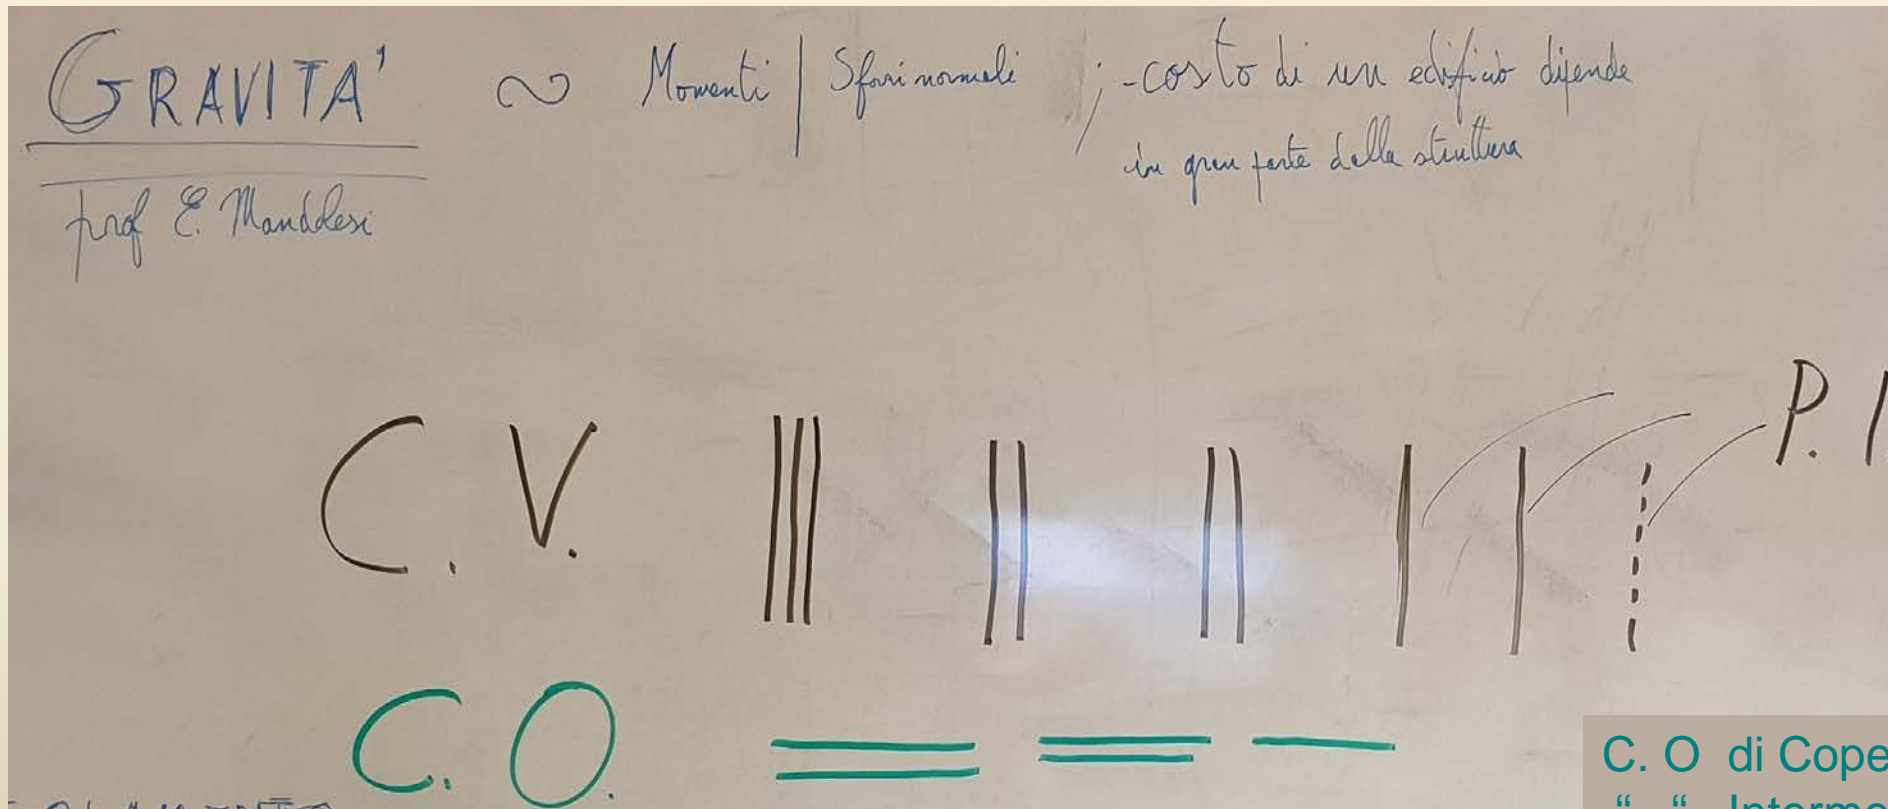 GRAVITA' ∾ Momenti | Sforzi normali ; - costo di un edificio dipende
in gran parte dalla struttura
prof E. Mandolesi
C. V.
P.
C. O.
C. O di Cope
“ “